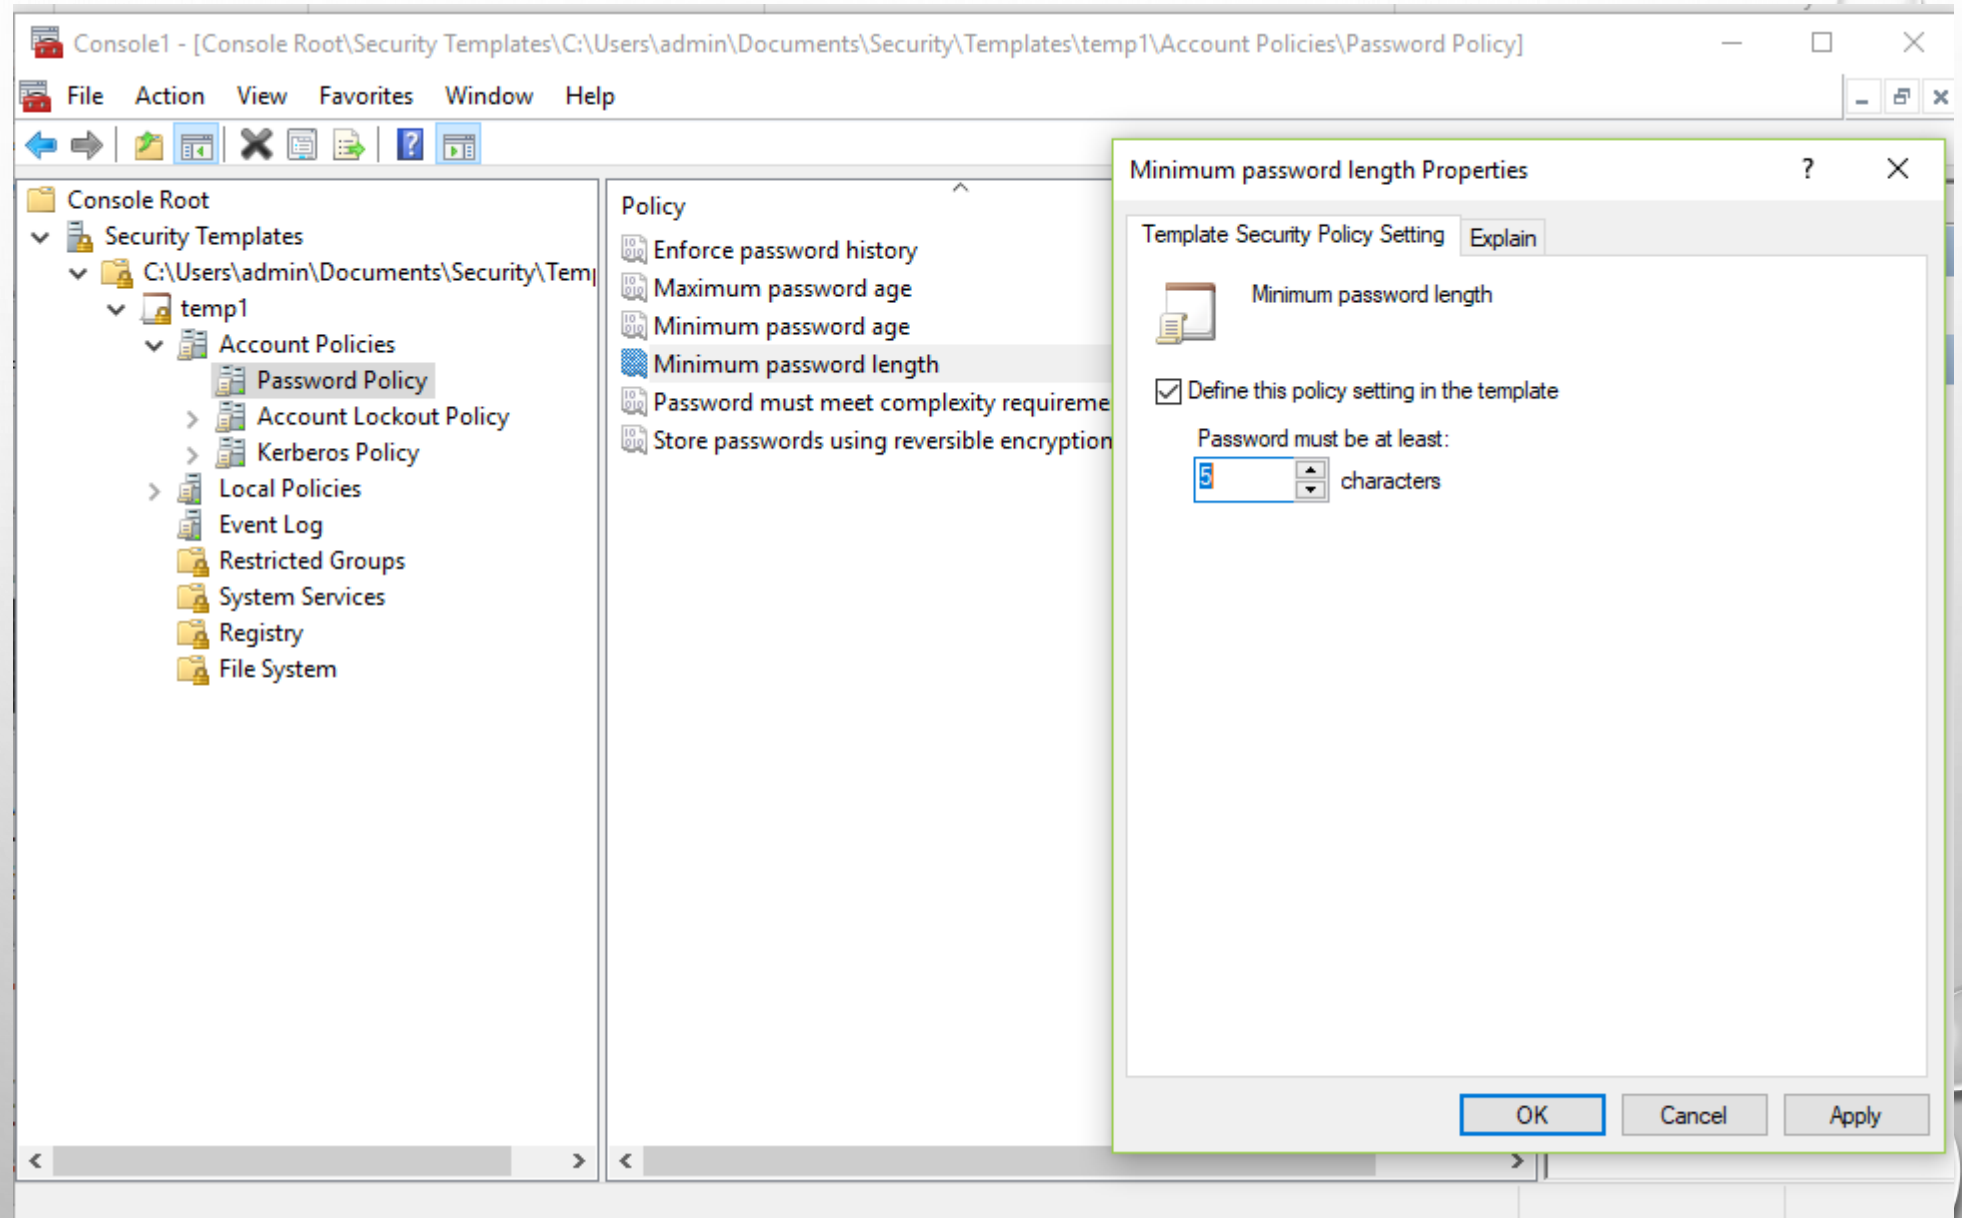 Console1 - [Console Root\Security Templates\C:\Users\admin\Documents\Security\Templates\temp1\Account Policies\Password Policy]
File Action View Favorites Window Help
Console Root
Security Templates
C:\Users\admin\Documents\Security\Tem
temp1
Account Policies
Password Policy
Account Lockout Policy
Kerberos Policy
Local Policies
Event Log
Restricted Groups
System Services
Registry
File System
Policy
Enforce password history
Maximum password age
Minimum password age
Minimum password length
Password must meet complexity requireme
Store passwords using reversible encryption
Minimum password length Properties
Template Security Policy Setting Explain
Minimum password length
Define this policy setting in the template
Password must be at least:
5 characters
OK Cancel Apply